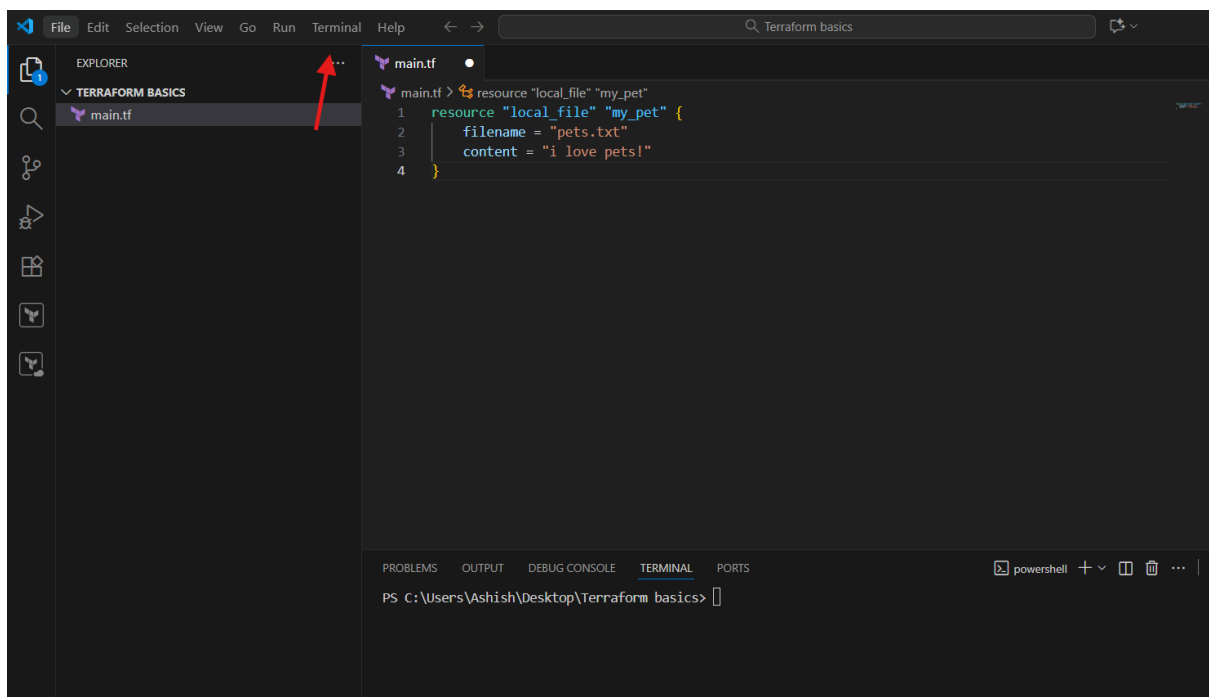 File Edit Selection View Go Run Terminal Help Terraform basics
EXPLORER ...
1
TERRAFORM BASICS
main.tf
main.tf
main.tf > resource "local_file" "my_pet"
1 resource "local_file" "my_pet" {
2 filename = "pets.txt"
3 content = "i love pets!"
4 }
PROBLEMS OUTPUT DEBUG CONSOLE TERMINAL PORTS powershell
PS C:\Users\Ashish\Desktop\Terraform basics>